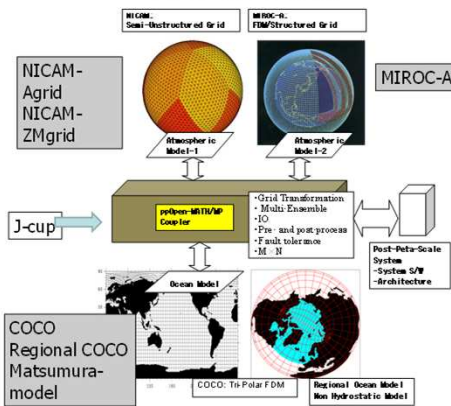 NICAM.
Semi-Unstructured Grid
MIROC-A.
FDM/Structured Grid
NICAM-
Agrid
NICAM-
ZMgrid
MIROC-A
Atmospheric
Model-1
Atmospheric
Model-2
J-cup
ppOpen-MATH/MP
Coupler
・Grid Transformation
・Multi-Ensemble
・IO
・Pre- and post-process
・Fault tolerance
・M×N
Post-Peta-Scale
System
-System S/W
-Architecture
Ocean Model
COCO
Regional COCO
Matsumura-
model
COCO: Tri-Polar FDM
Regional Ocean Model
Non Hydrostatic Model